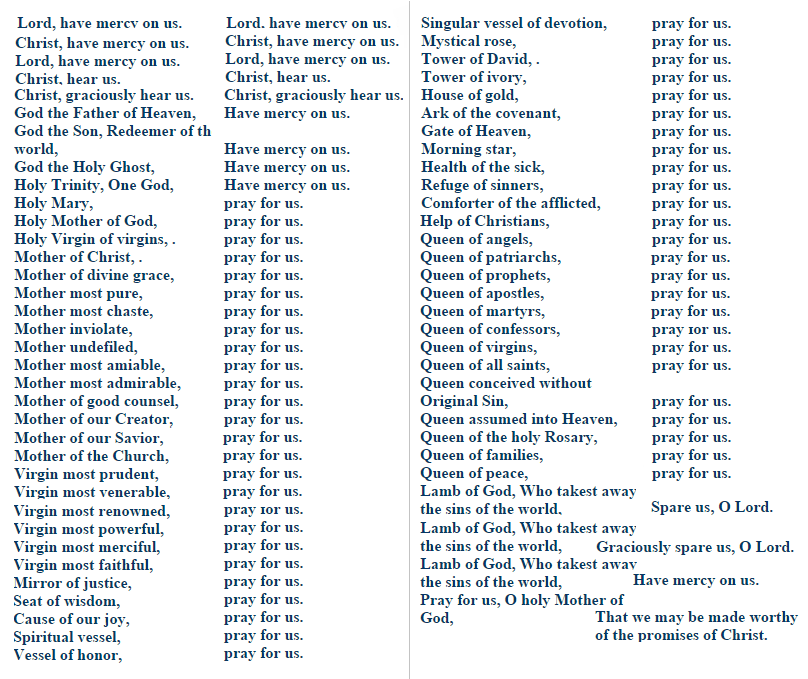 Lord, have mercy on us. Lord, have mercy on us.
Christ, have mercy on us. Christ, have mercy on us.
Lord, have mercy on us. Lord, have mercy on us.
Christ, hear us. Christ, hear us.
Christ, graciously hear us. Christ, graciously hear us.
God the Father of Heaven, Have mercy on us.
God the Son, Redeemer of th
world, Have mercy on us.
God the Holy Ghost, Have mercy on us.
Holy Trinity, One God, Have mercy on us.
Holy Mary, pray for us.
Holy Mother of God, pray for us.
Holy Virgin of virgins, . pray for us.
Mother of Christ, . pray for us.
Mother of divine grace, pray for us.
Mother most pure, pray for us.
Mother most chaste, pray for us.
Mother inviolate, pray for us.
Mother undefiled, pray for us.
Mother most amiable, pray for us.
Mother most admirable, pray for us.
Mother of good counsel, pray for us.
Mother of our Creator, pray for us.
Mother of our Savior, pray for us.
Mother of the Church, pray for us.
Virgin most prudent, pray for us.
Virgin most venerable, pray for us.
Virgin most renowned, pray for us.
Virgin most powerful, pray for us.
Virgin most merciful, pray for us.
Virgin most faithful, pray for us.
Mirror of justice, pray for us.
Seat of wisdom, pray for us.
Cause of our joy, pray for us.
Spiritual vessel, pray for us.
Vessel of honor, pray for us.
Singular vessel of devotion, pray for us.
Mystical rose, pray for us.
Tower of David, . pray for us.
Tower of ivory, pray for us.
House of gold, pray for us.
Ark of the covenant, pray for us.
Gate of Heaven, pray for us.
Morning star, pray for us.
Health of the sick, pray for us.
Refuge of sinners, pray for us.
Comforter of the afflicted, pray for us.
Help of Christians, pray for us.
Queen of angels, pray for us.
Queen of patriarchs, pray for us.
Queen of prophets, pray for us.
Queen of apostles, pray for us.
Queen of martyrs, pray for us.
Queen of confessors, pray for us.
Queen of virgins, pray for us.
Queen of all saints, pray for us.
Queen conceived without
Original Sin, pray for us.
Queen assumed into Heaven, pray for us.
Queen of the holy Rosary, pray for us.
Queen of families, pray for us.
Queen of peace, pray for us.
Lamb of God, Who takest away
the sins of the world, Spare us, O Lord.
Lamb of God, Who takest away
the sins of the world, Graciously spare us, O Lord.
Lamb of God, Who takest away
the sins of the world, Have mercy on us.
Pray for us, O holy Mother of
God, That we may be made worthy
of the promises of Christ.